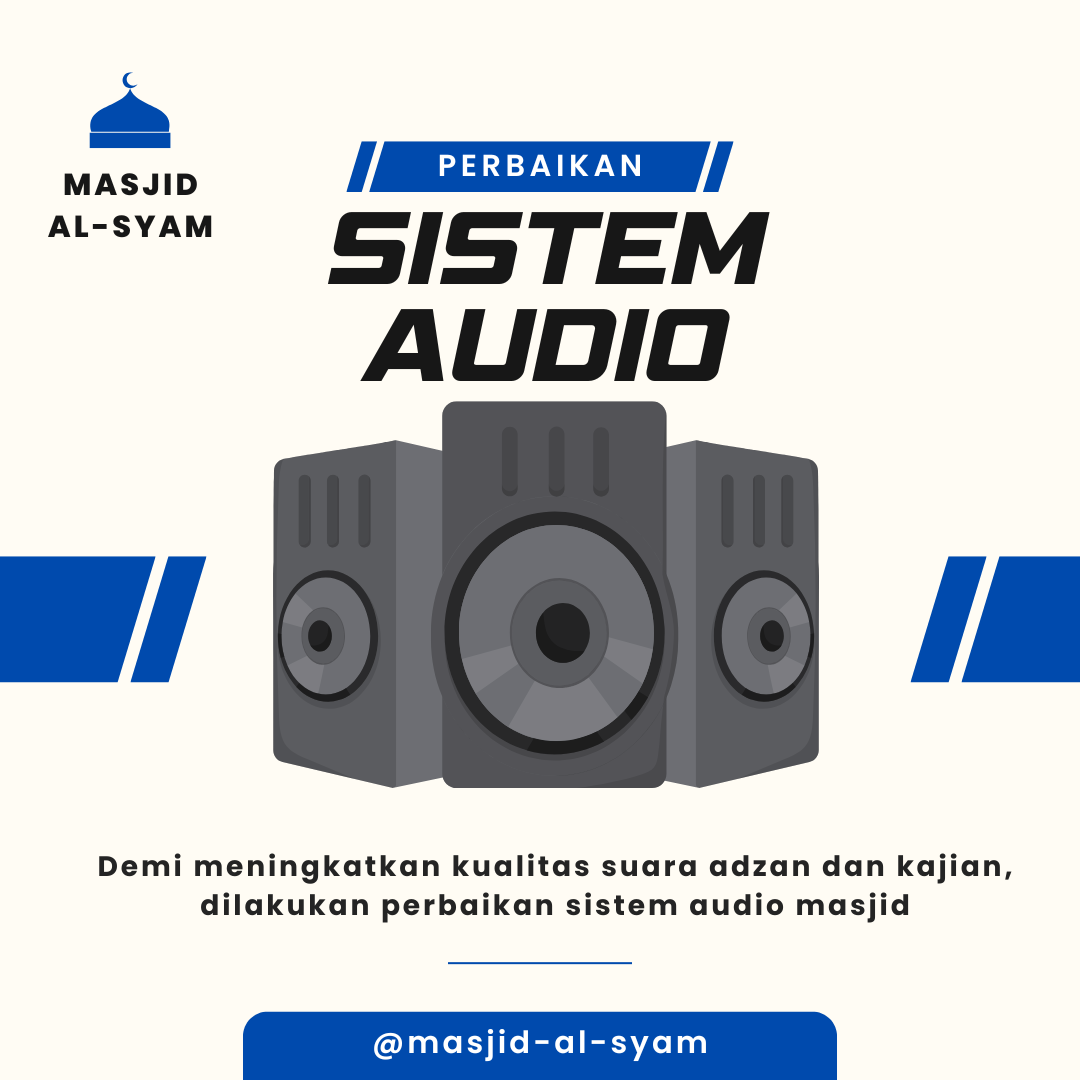 MASJID
AL-SYAM
PERBAIKAN
SISTEM
AUDIO
Demi meningkatkan kualitas suara adzan dan kajian,
dilakukan perbaikan sistem audio masjid
@masjid-al-syam